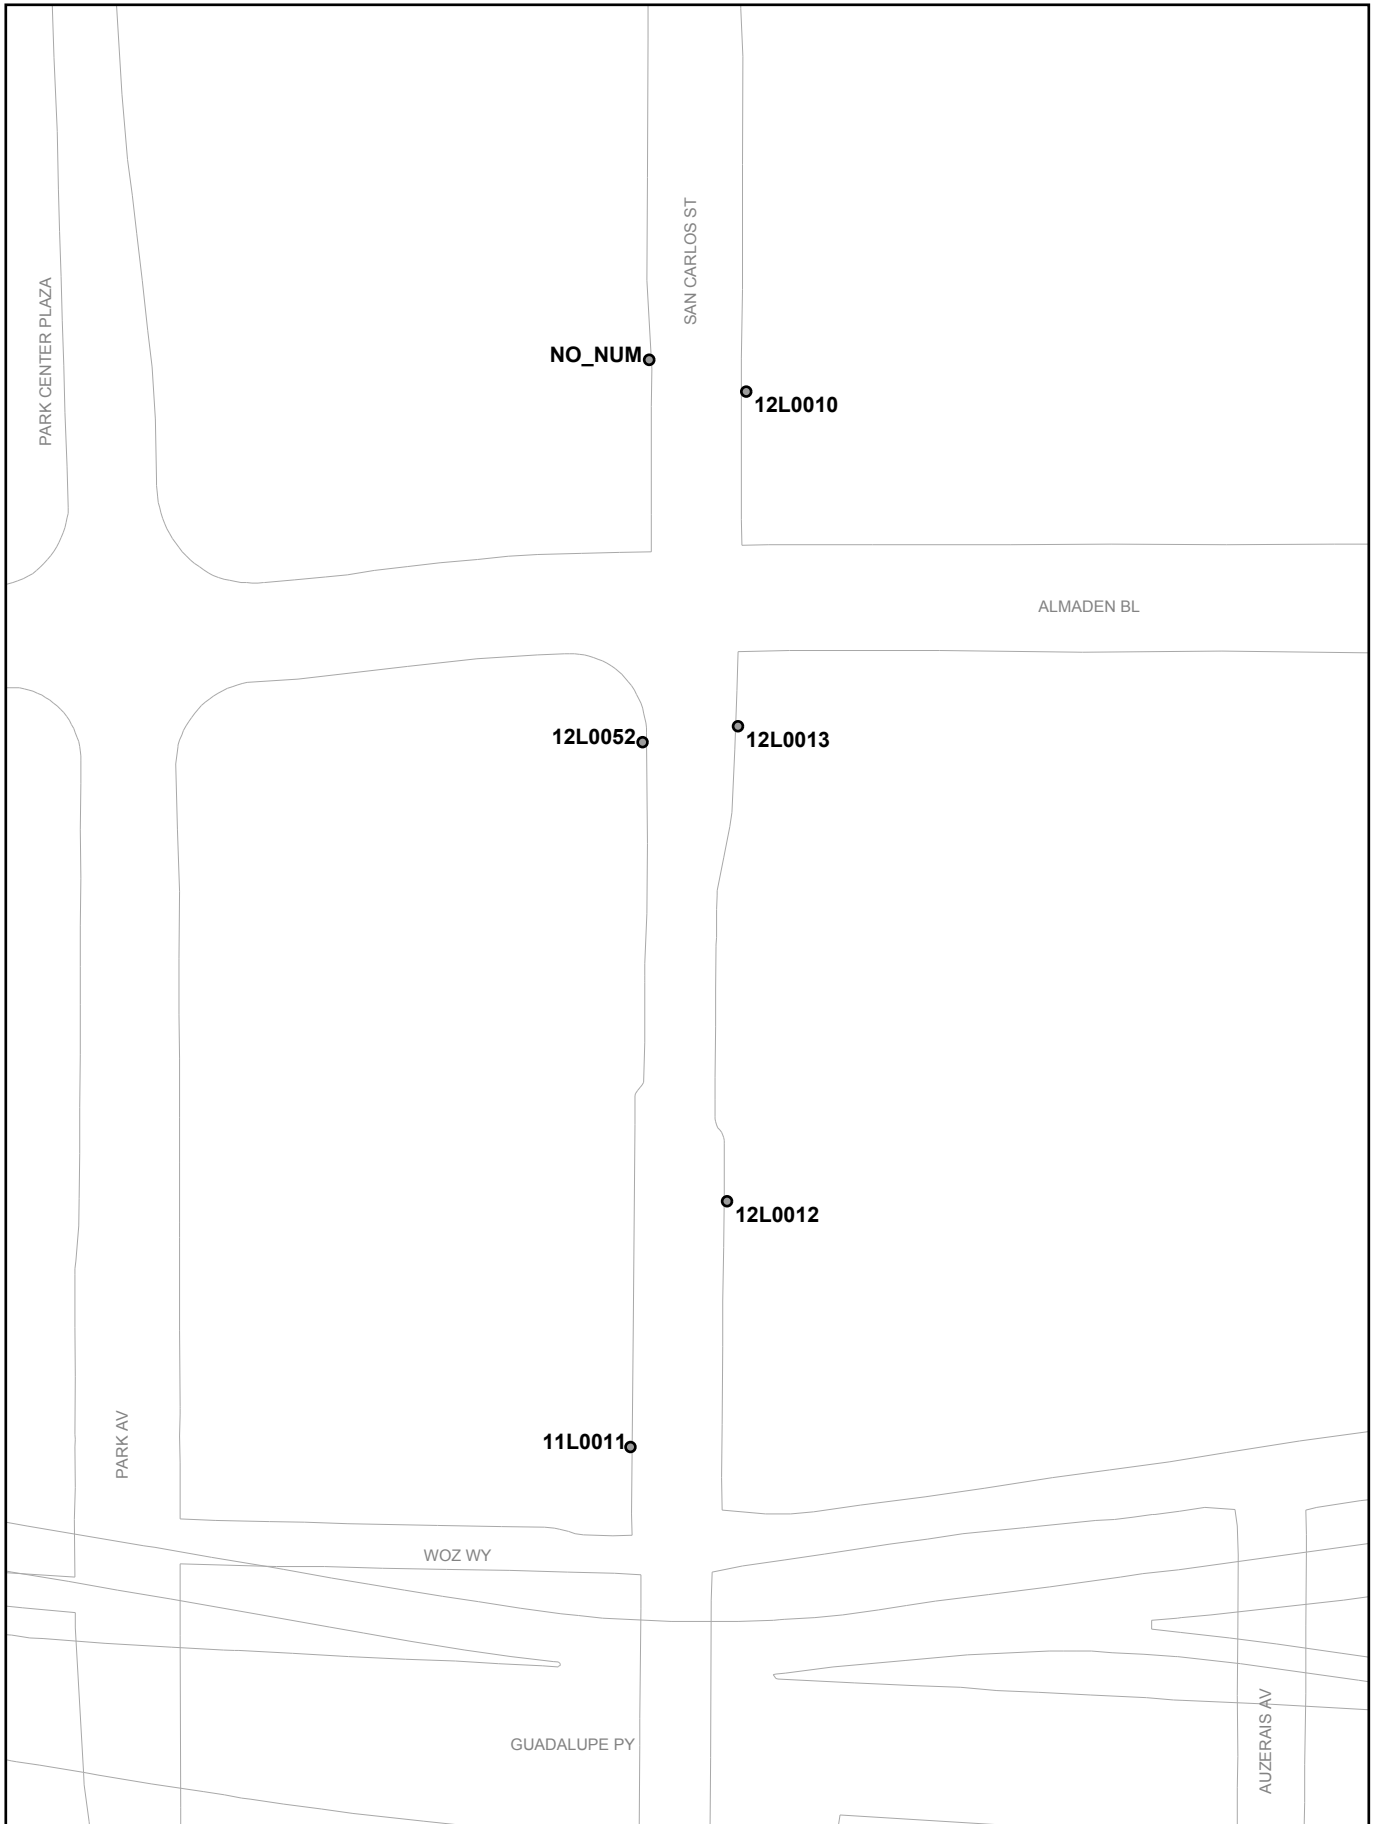 SAN CARLOS ST
PARK CENTER PLAZA
NO_NUM
12L0010
ALMADEN BL
12L0052
12L0013
12L0012
PARK AV
11L0011
WOZ WY
GUADALUPE PY
AUZERAIS AV